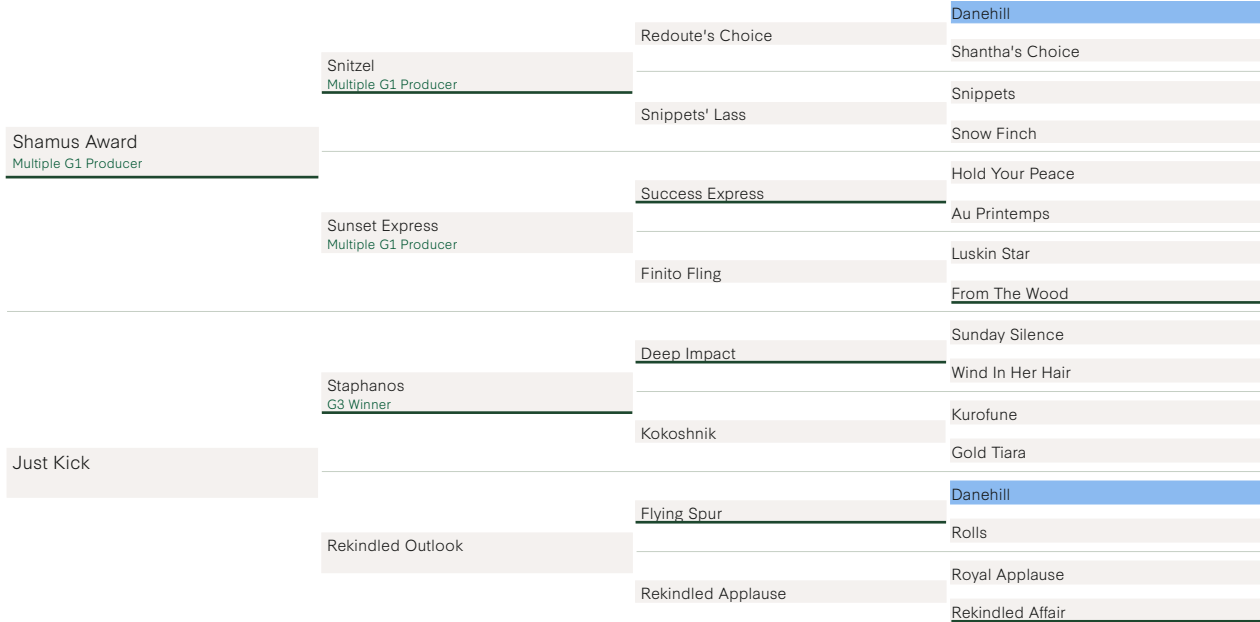 Shamus Award
Multiple G1 Producer
Just Kick
Snitzel
Multiple G1 Producer
Sunset Express
Multiple G1 Producer
Staphanos
G3 Winner
Rekindled Outlook
Redoute's Choice
Snippets' Lass
Success Express
Finito Fling
Deep Impact
Kokoshnik
Flying Spur
Rekindled Applause
Danehill
Shantha's Choice
Snippets
Snow Finch
Hold Your Peace
Au Printemps
Luskin Star
From The Wood
Sunday Silence
Wind In Her Hair
Kurofune
Gold Tiara
Danehill
Rolls
Royal Applause
Rekindled Affair